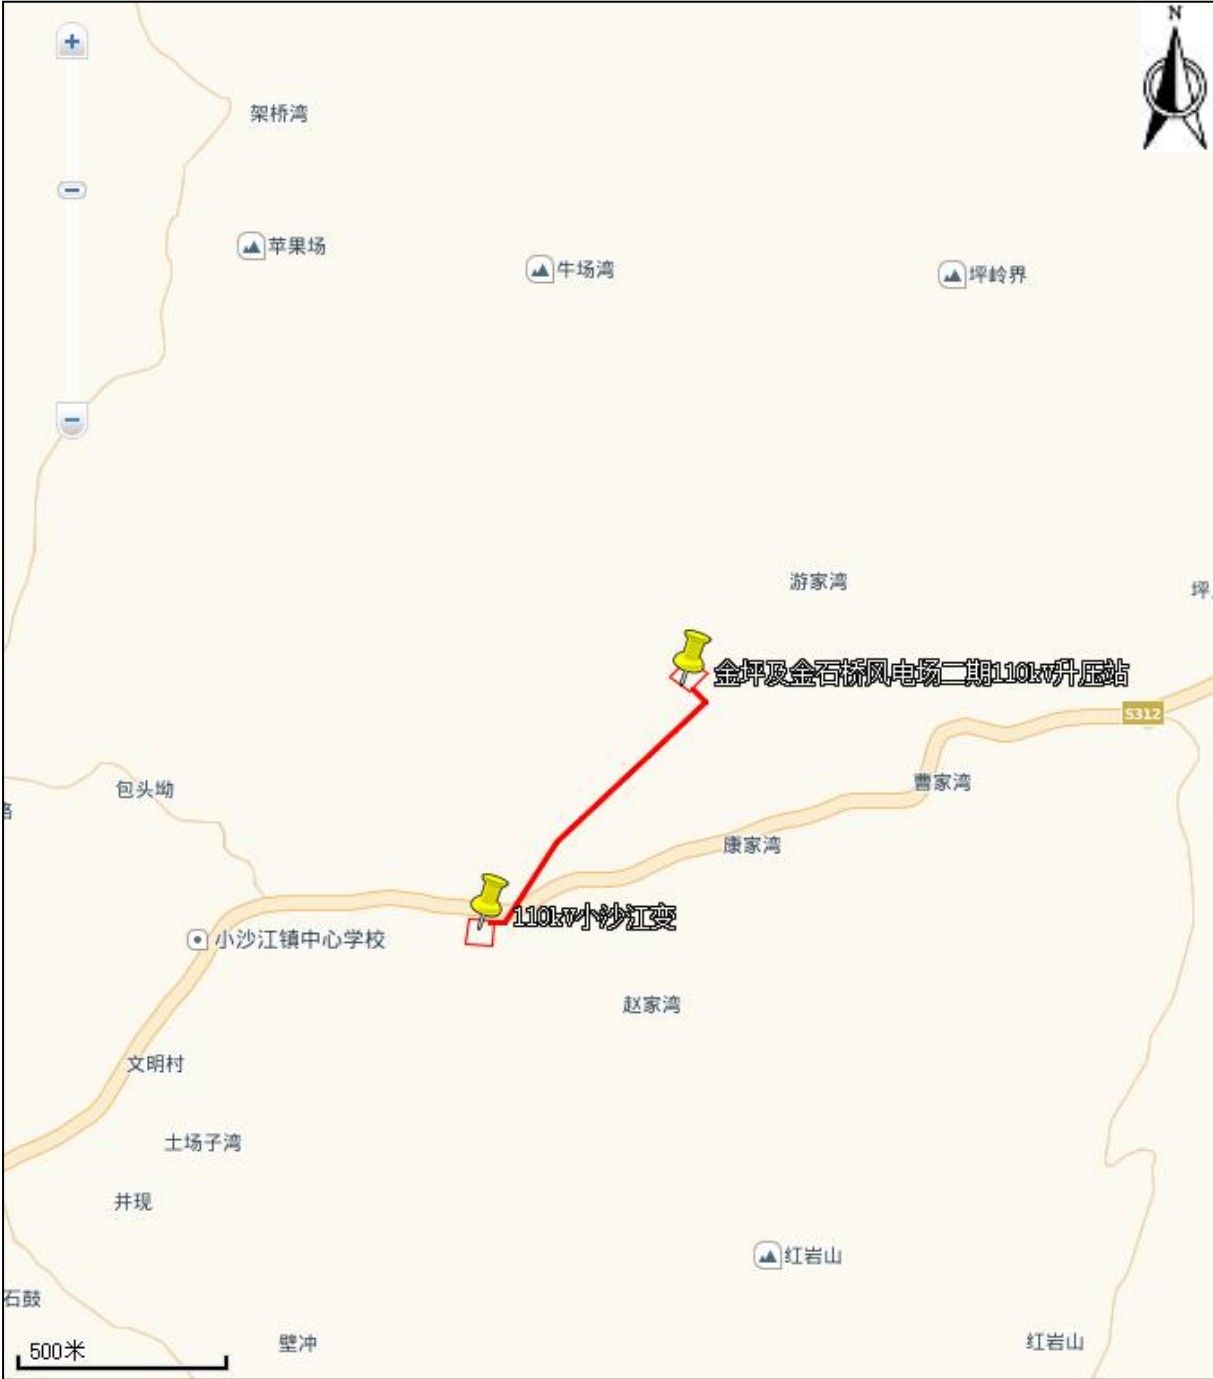 N
架桥湾
苹果场
牛场湾
坪岭界
游家湾
坪
金坪及金石桥风电场二期110kV升压站
S312
曹家湾
包头坳
康家湾
110kV小沙江变
小沙江镇中心学校
赵家湾
文明村
土场子湾
井现
红岩山
石鼓
500米
壁冲
红岩山